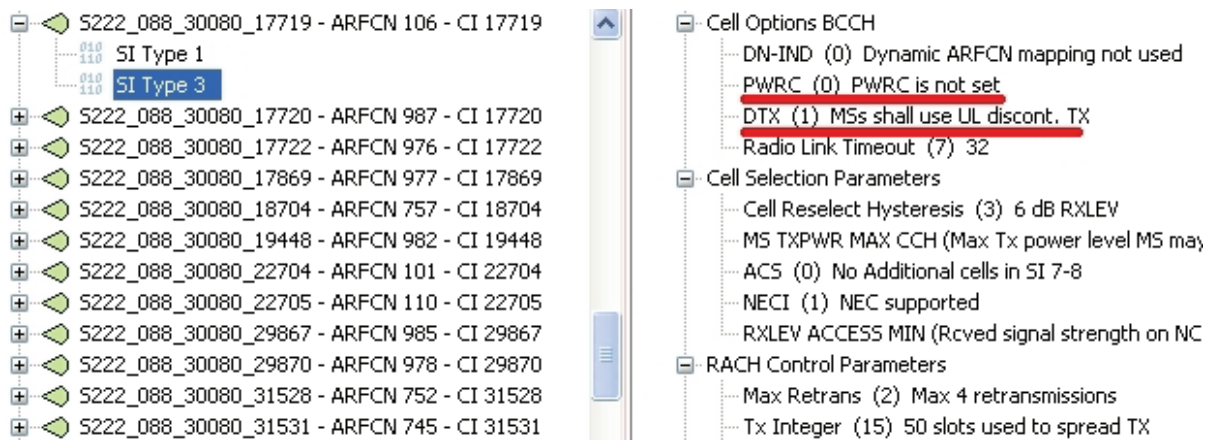 S222_088_30080_17719 - ARFCN 106 - CI 17719
SI Type 1
SI Type 3
S222_088_30080_17720 - ARFCN 987 - CI 17720
S222_088_30080_17722 - ARFCN 976 - CI 17722
S222_088_30080_17869 - ARFCN 977 - CI 17869
S222_088_30080_18704 - ARFCN 757 - CI 18704
S222_088_30080_19448 - ARFCN 982 - CI 19448
S222_088_30080_22704 - ARFCN 101 - CI 22704
S222_088_30080_22705 - ARFCN 110 - CI 22705
S222_088_30080_29867 - ARFCN 985 - CI 29867
S222_088_30080_29870 - ARFCN 978 - CI 29870
S222_088_30080_31528 - ARFCN 752 - CI 31528
S222_088_30080_31531 - ARFCN 745 - CI 31531
Cell Options BCCH
DN-IND (0) Dynamic ARFCN mapping not used
PWRC (0) PWRC is not set
DTX (1) MSs shall use UL discont. TX
Radio Link Timeout (7) 32
Cell Selection Parameters
Cell Reselect Hysteresis (3) 6 dB RXLEV
MS TXPWR MAX CCH (Max Tx power level MS may
ACS (0) No Additional cells in SI 7-8
NECI (1) NEC supported
RXLEV ACCESS MIN (Rcved signal strength on NC
RACH Control Parameters
Max Retrans (2) Max 4 retransmissions
Tx Integer (15) 50 slots used to spread TX